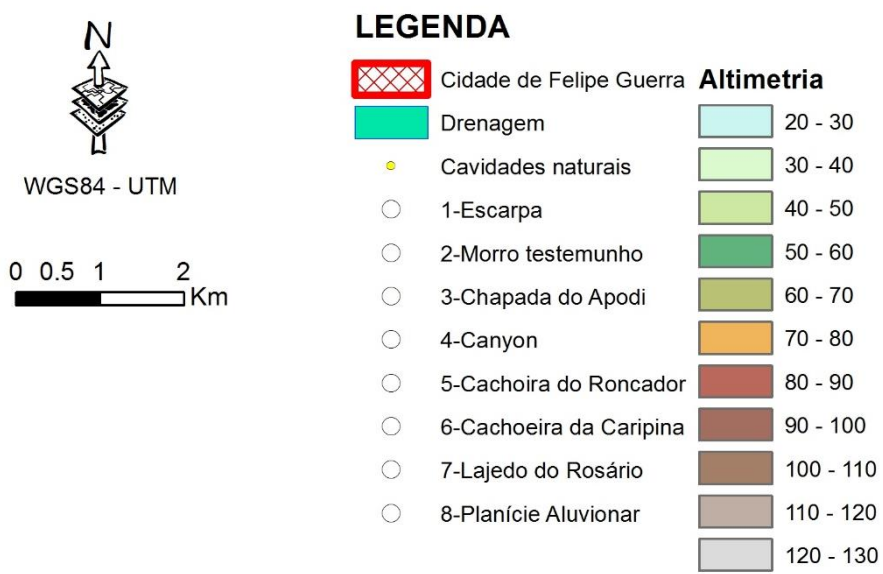 N
WGS84 - UTM
0 0.5 1 2
Km
LEGENDA
Cidade de Felipe Guerra
Drenagem
Cavidades naturais
1-Escarpa
2-Morro testemunho
3-Chapada do Apodi
4-Canyon
5-Cachoira do Roncador
6-Cachoeira da Caripina
7-Lajedo do Rosário
8-Planície Aluvionar
Altimetria
20 - 30
30 - 40
40 - 50
50 - 60
60 - 70
70 - 80
80 - 90
90 - 100
100 - 110
110 - 120
120 - 130